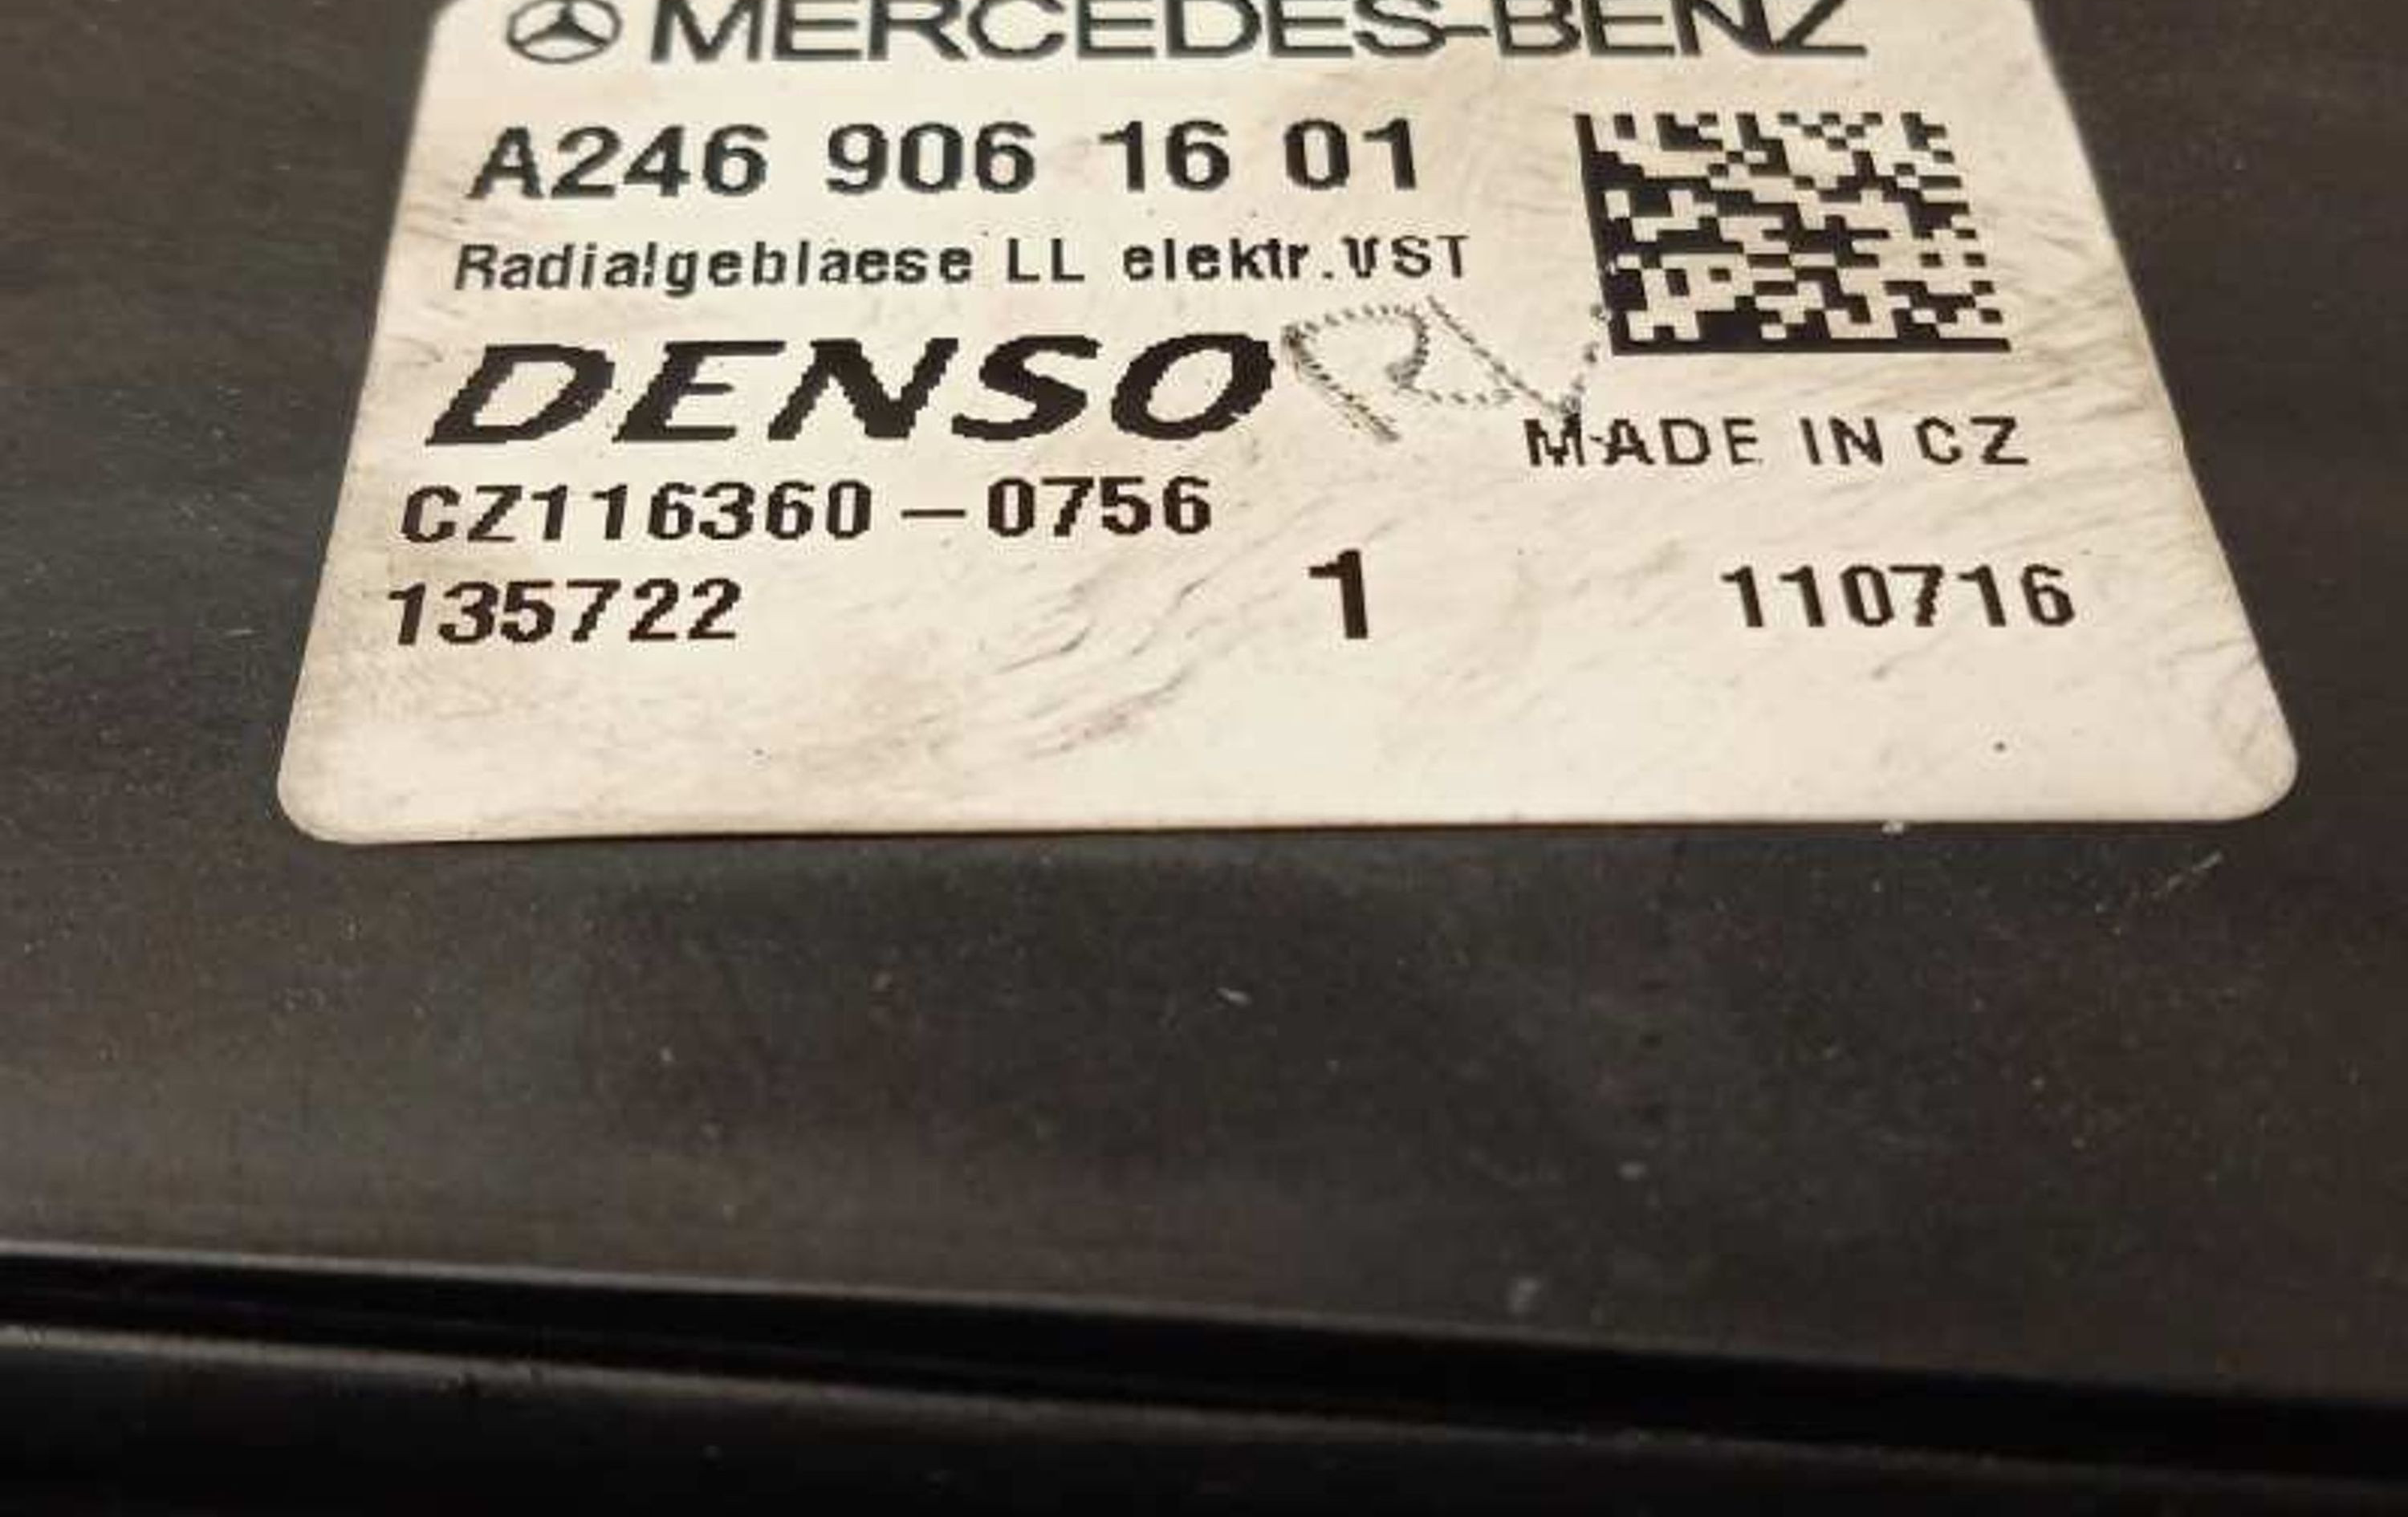 MERCEDES-BENZ
A246 906 16 01
Radialgeblaese LL elektr.VST
DENSO
MADE IN CZ
CZ116360-0756
135722 1 110716